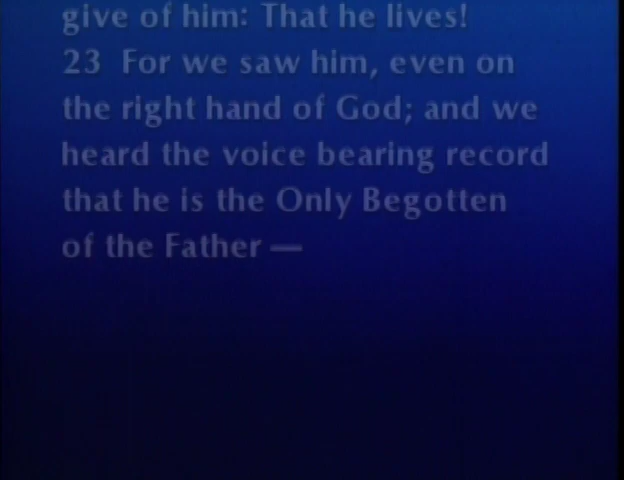 give of him: That he lives!
23 For we saw him, even on
the right hand of God; and we
heard the voice bearing record
that he is the Only Begotten
of the Father —